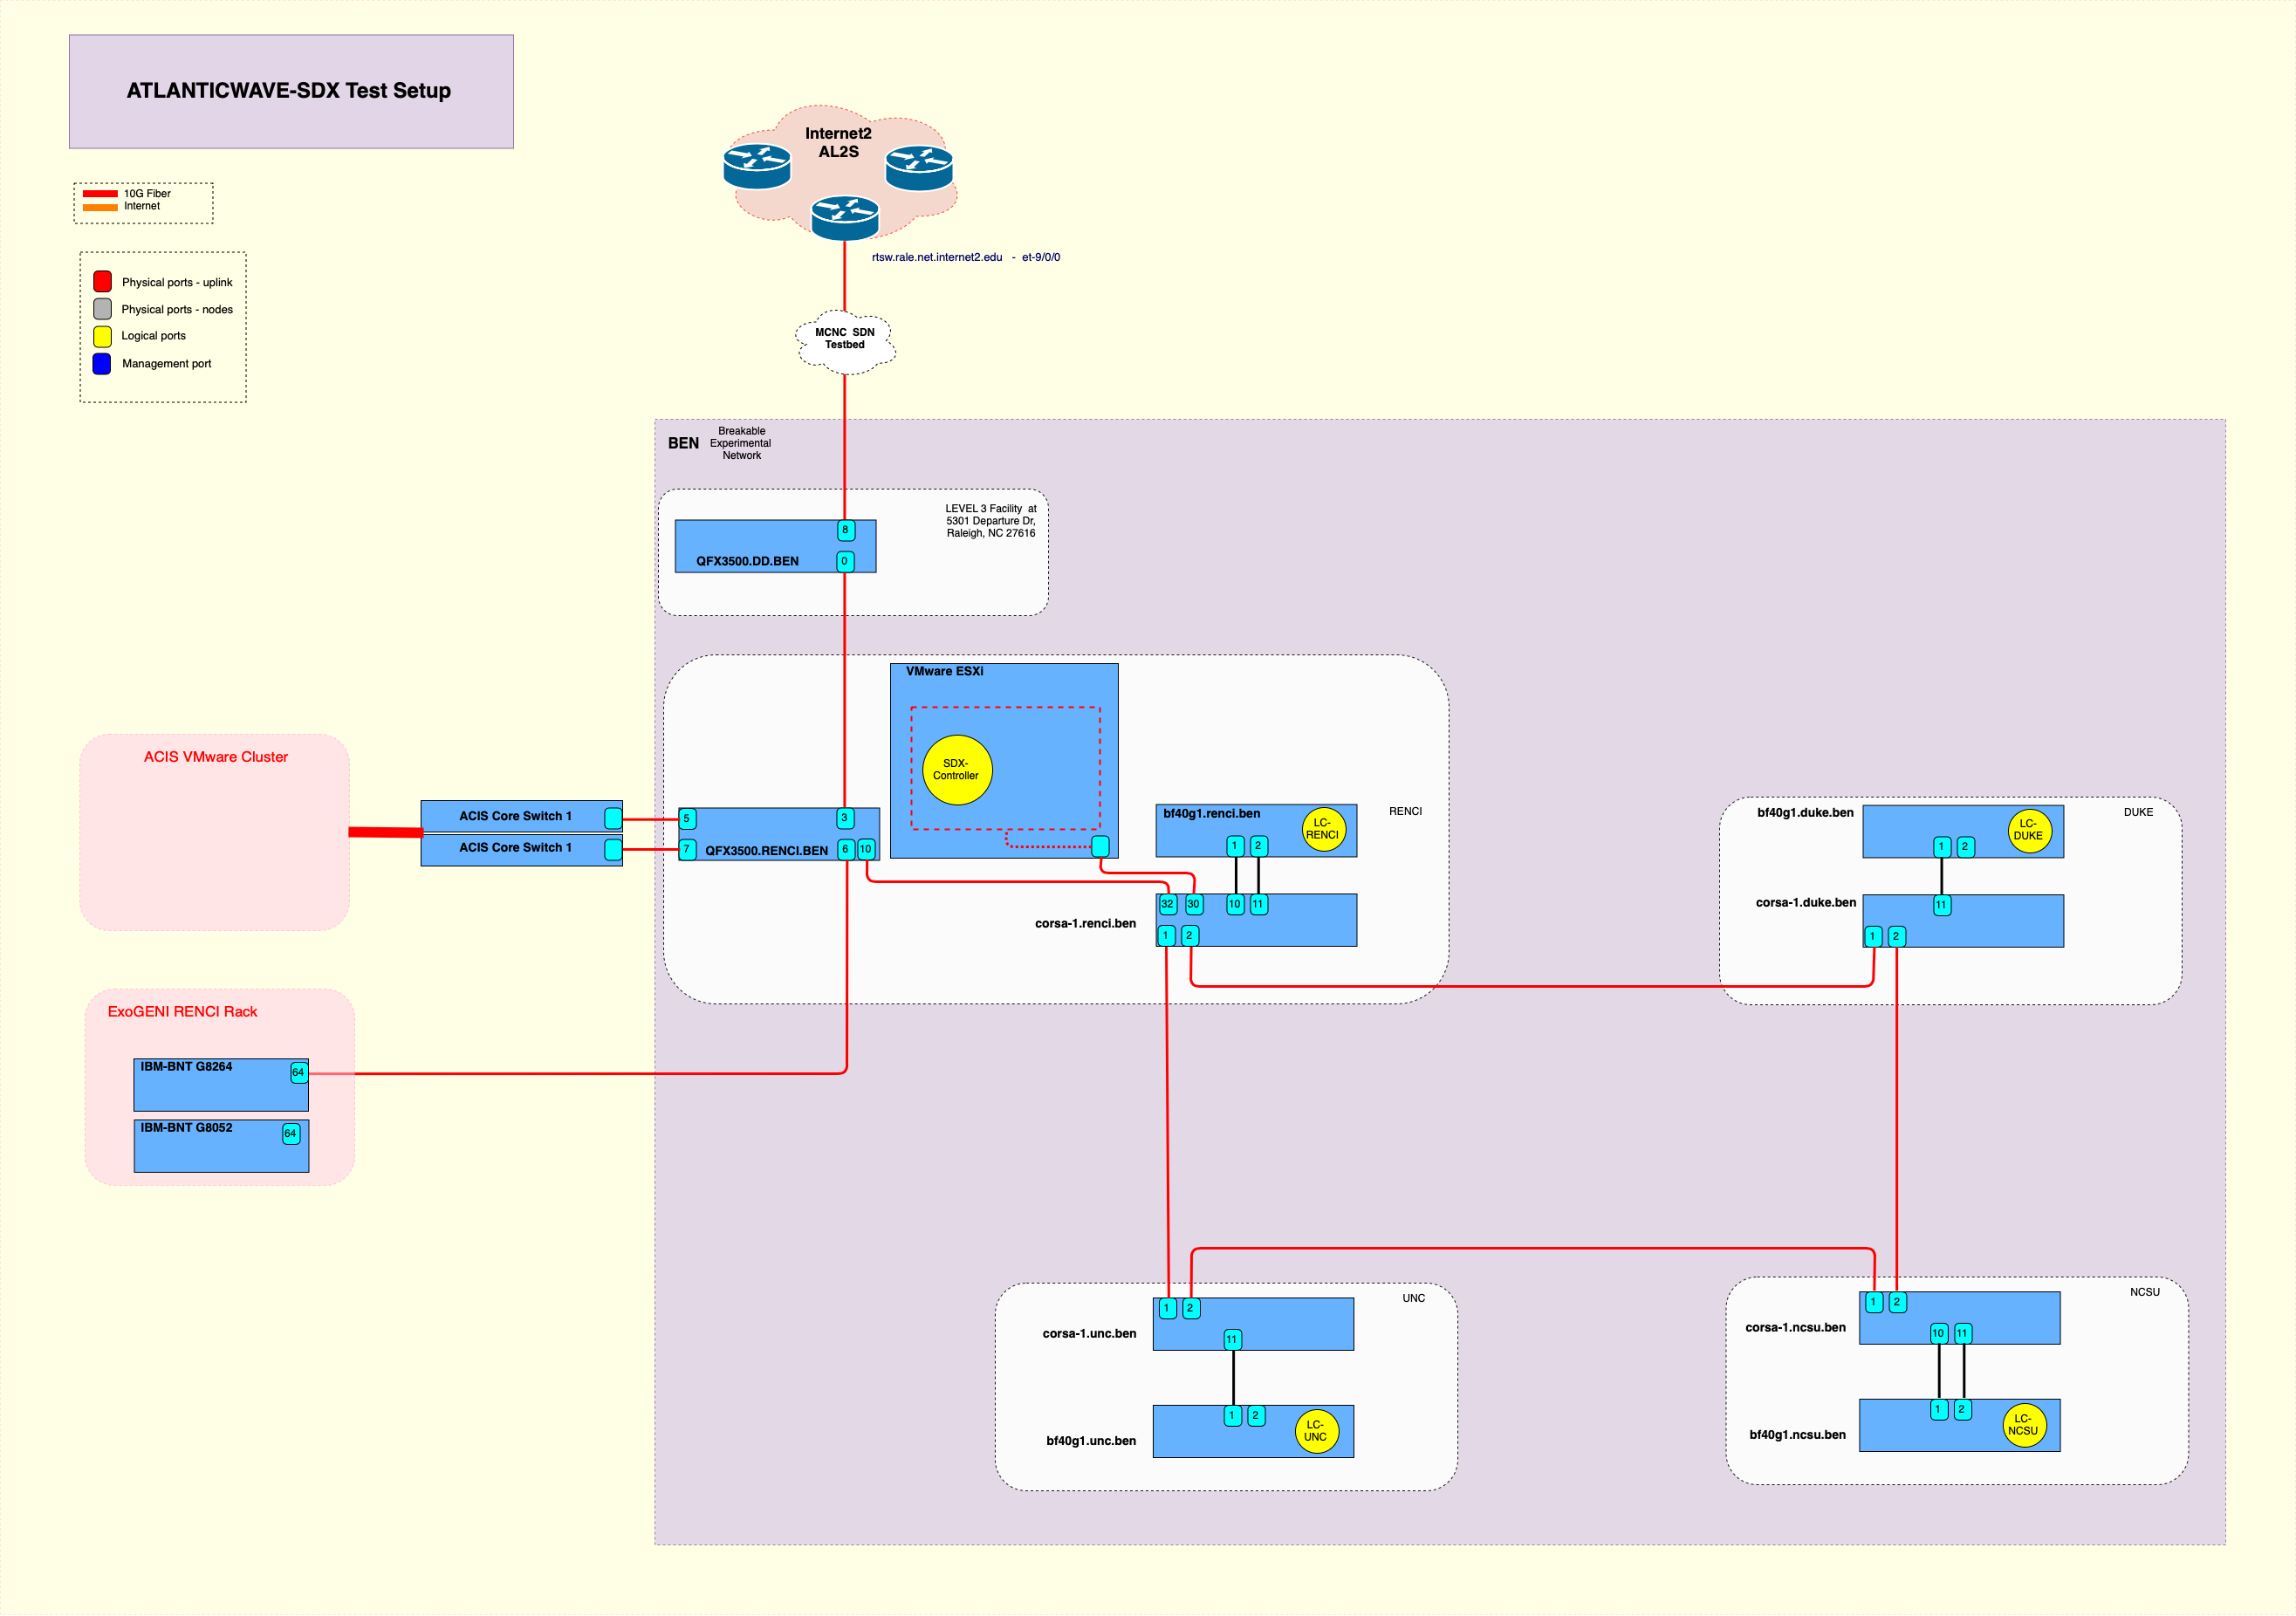 ATLANTICWAVE-SDX Test Setup
10G Fiber
Internet
Physical ports - uplink
Physical ports - nodes
Logical ports
Management port
Internet2
AL2S
rtsw.rale.net.internet2.edu - et-9/0/0
MCNC SDN
Testbed
BEN
Breakable
Experimental
Network
LEVEL 3 Facility at
5301 Departure Dr,
Raleigh, NC 27616
8
QFX3500.DD.BEN
0
VMware ESXi
SDX-
Controller
ACIS VMware Cluster
ACIS Core Switch 1
ACIS Core Switch 1
5
3
7
QFX3500.RENCI.BEN
6
10
RENCI
bf40g1.renci.ben
LC-
RENCI
1
2
32
30
10
11
corsa-1.renci.ben
1
2
DUKE
bf40g1.duke.ben
LC-
DUKE
1
2
corsa-1.duke.ben
11
1
2
ExoGENI RENCI Rack
IBM-BNT G8264
64
IBM-BNT G8052
64
UNC
1
2
corsa-1.unc.ben
11
1
2
LC-
UNC
bf40g1.unc.ben
NCSU
1
2
corsa-1.ncsu.ben
10
11
1
2
LC-
NCSU
bf40g1.ncsu.ben